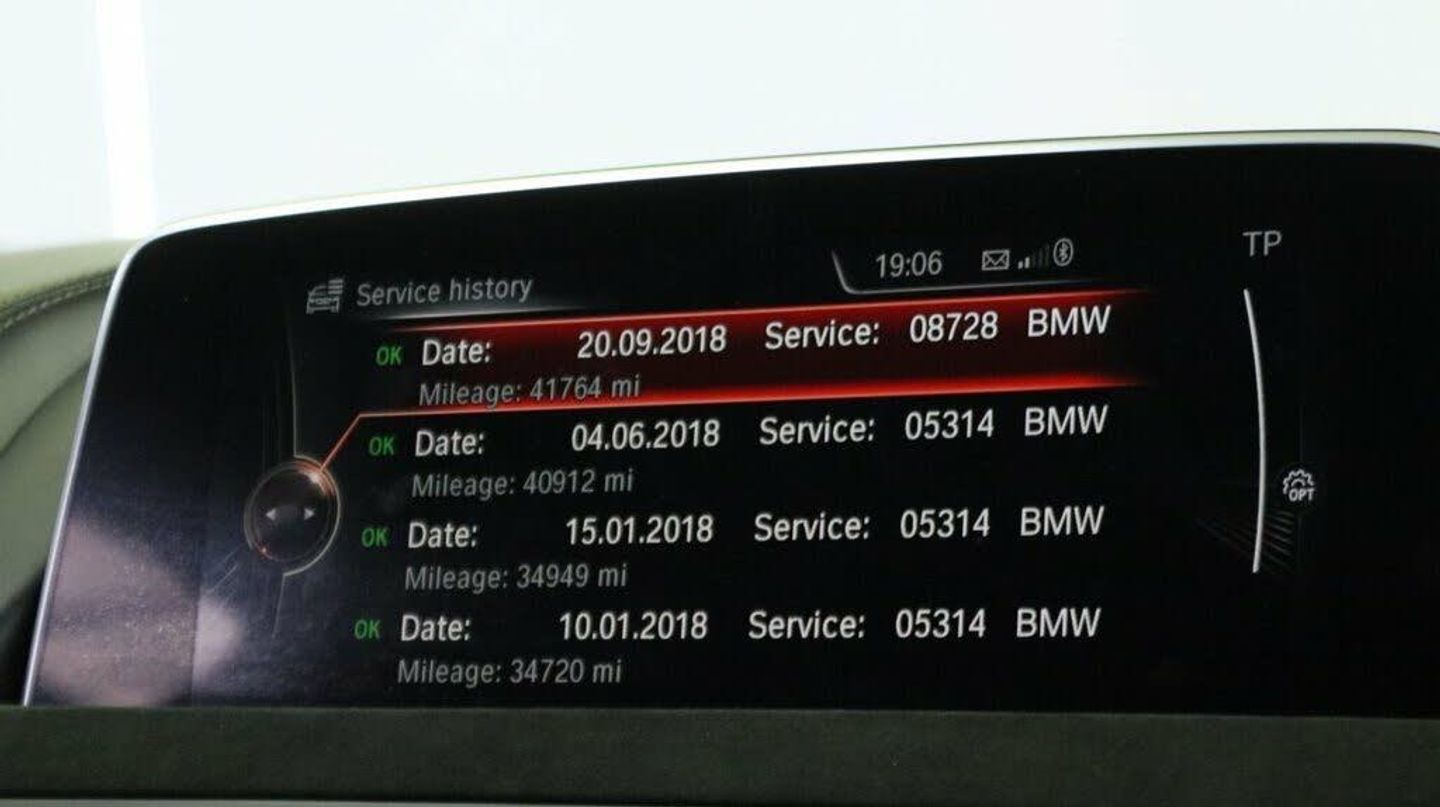 19:06
TP
Service history
OK Date: 20.09.2018 Service: 08728 BMW
Mileage: 41764 mi
OK Date: 04.06.2018 Service: 05314 BMW
Mileage: 40912 mi
OK Date: 15.01.2018 Service: 05314 BMW
Mileage: 34949 mi
OPT
OK Date: 10.01.2018 Service: 05314 BMW
Mileage: 34720 mi